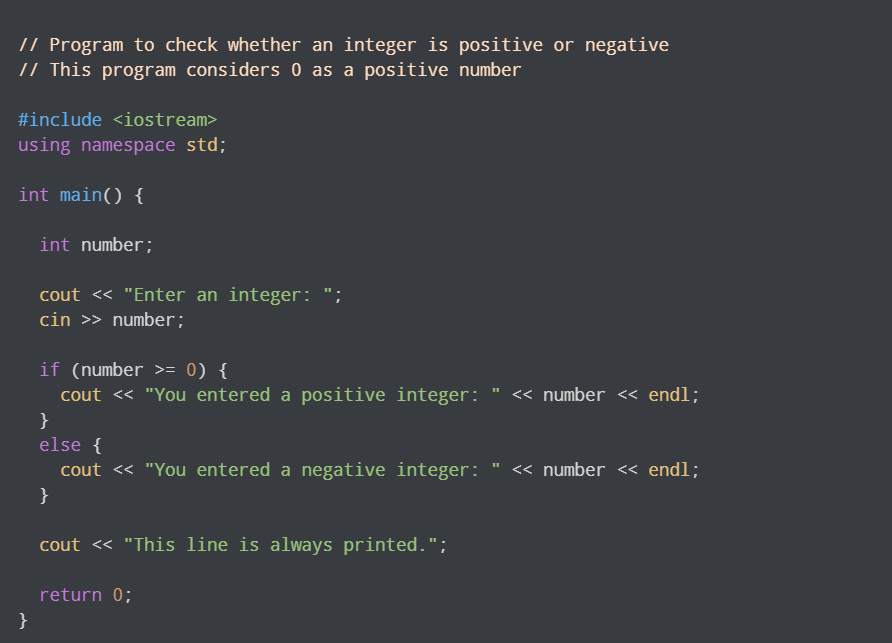 // Program to check whether an integer is positive or negative
// This program considers 0 as a positive number
#include <iostream>
using namespace std;
int main() {
int number;
cout << "Enter an integer: ";
cin >> number;
if (number >= 0) {
cout << "You entered a positive integer: " << number << endl;
}
else {
cout << "You entered a negative integer: " << number << endl;
}
cout << "This line is always printed.";
return 0;
}